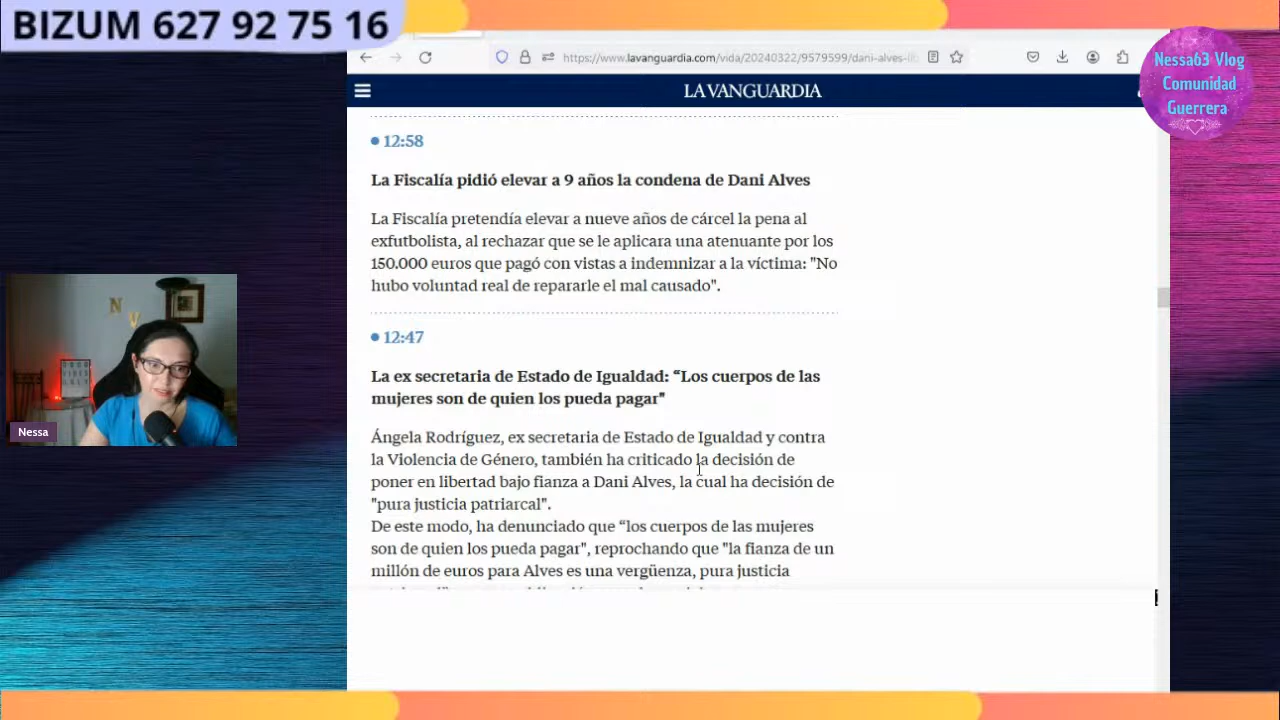 BIZUM 627 92 75 16
https://www.lavanguardia.com/vida/20240322/9579599/dani-alves-li
LA VANGUARDIA
Nessa63 Vlog
Comunidad
Guerrera
12:58
La Fiscalía pidió elevar a 9 años la condena de Dani Alves
La Fiscalía pretendía elevar a nueve años de cárcel la pena al
exfutbolista, al rechazar que se le aplicara una atenuante por los
150.000 euros que pagó con vistas a indemnizar a la víctima: "No
hubo voluntad real de repararle el mal causado".
12:47
La ex secretaria de Estado de Igualdad: “Los cuerpos de las
mujeres son de quien los pueda pagar"
Ángela Rodríguez, ex secretaria de Estado de Igualdad y contra
la Violencia de Género, también ha criticado la decisión de
poner en libertad bajo fianza a Dani Alves, la cual ha decisión de
"pura justicia patriarcal".
De este modo, ha denunciado que “los cuerpos de las mujeres
son de quien los pueda pagar", reprochando que "la fianza de un
millón de euros para Alves es una vergüenza, pura justicia
N V
Nessa